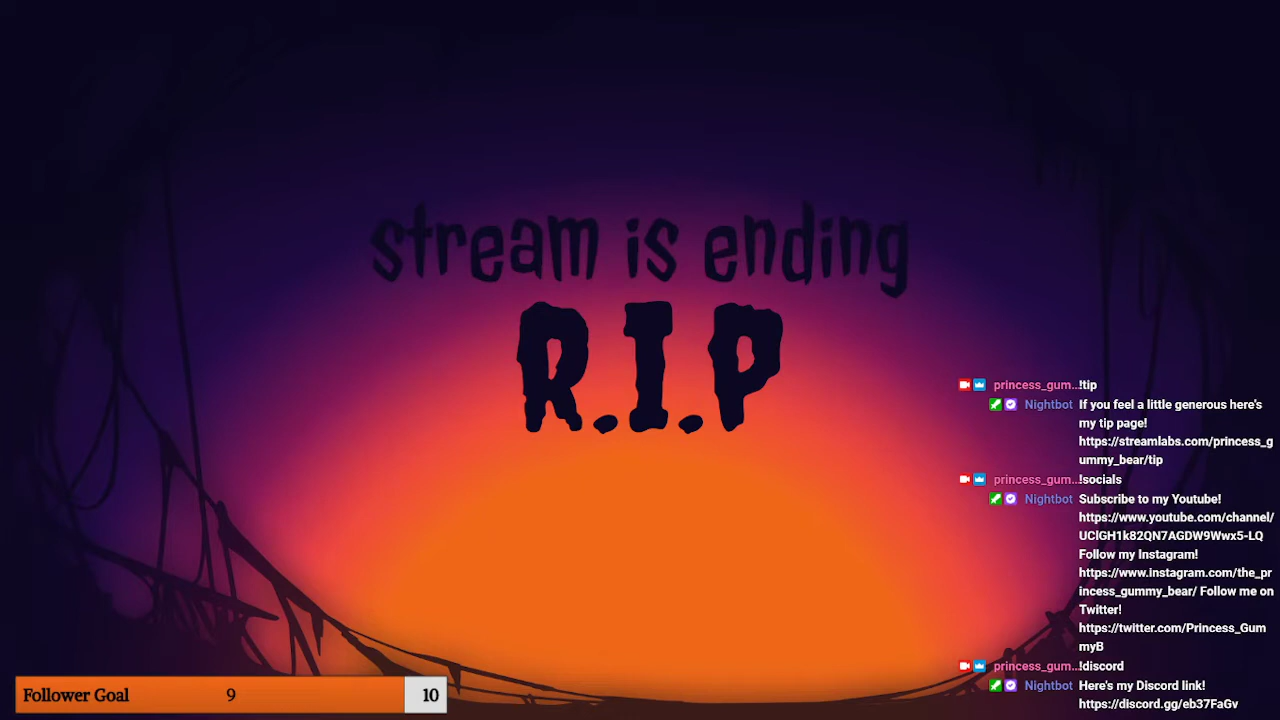 stream is ending
R.I.P
princess_gum...!tip
Nightbot If you feel a little generous here's
my tip page!
https://streamlabs.com/princess_g
ummy_bear/tip
princess_gum...!socials
Nightbot Subscribe to my Youtube!
https://www.youtube.com/channel/
UClGH1k82QN7AGDW9Wwx5-LQ
Follow my Instagram!
https://www.instagram.com/the_pr
incess_gummy_bear/ Follow me on
Twitter!
https://twitter.com/Princess_Gum
myB
princess_gum...!discord
Nightbot Here's my Discord link!
https://discord.gg/eb37FaGv
Follower Goal 9 10